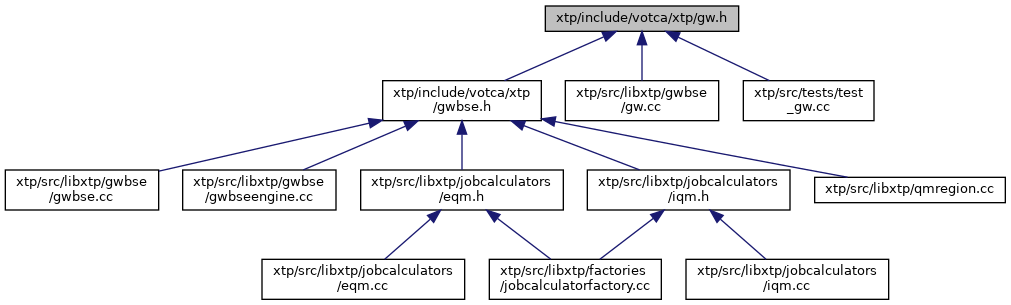 xtp/include/votca/xtp/gw.h
xtp/include/votca/xtp
/gwbse.h
xtp/src/libxtp/gwbse
/gw.cc
xtp/src/tests/test
_gw.cc
xtp/src/libxtp/gwbse
/gwbse.cc
xtp/src/libxtp/gwbse
/gwbseengine.cc
xtp/src/libxtp/jobcalculators
/eqm.h
xtp/src/libxtp/jobcalculators
/iqm.h
xtp/src/libxtp/qmregion.cc
xtp/src/libxtp/jobcalculators
/eqm.cc
xtp/src/libxtp/factories
/jobcalculatorfactory.cc
xtp/src/libxtp/jobcalculators
/iqm.cc